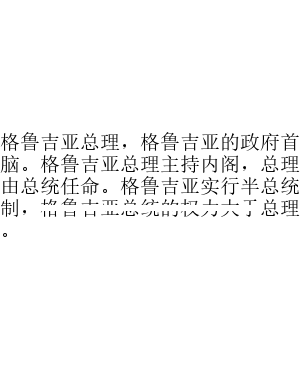 格鲁吉亚总理，格鲁吉亚的政府首
脑。格鲁吉亚总理主持内阁，总理
由总统任命。格鲁吉亚实行半总统
制，格鲁吉亚总统的权力大于总理
。